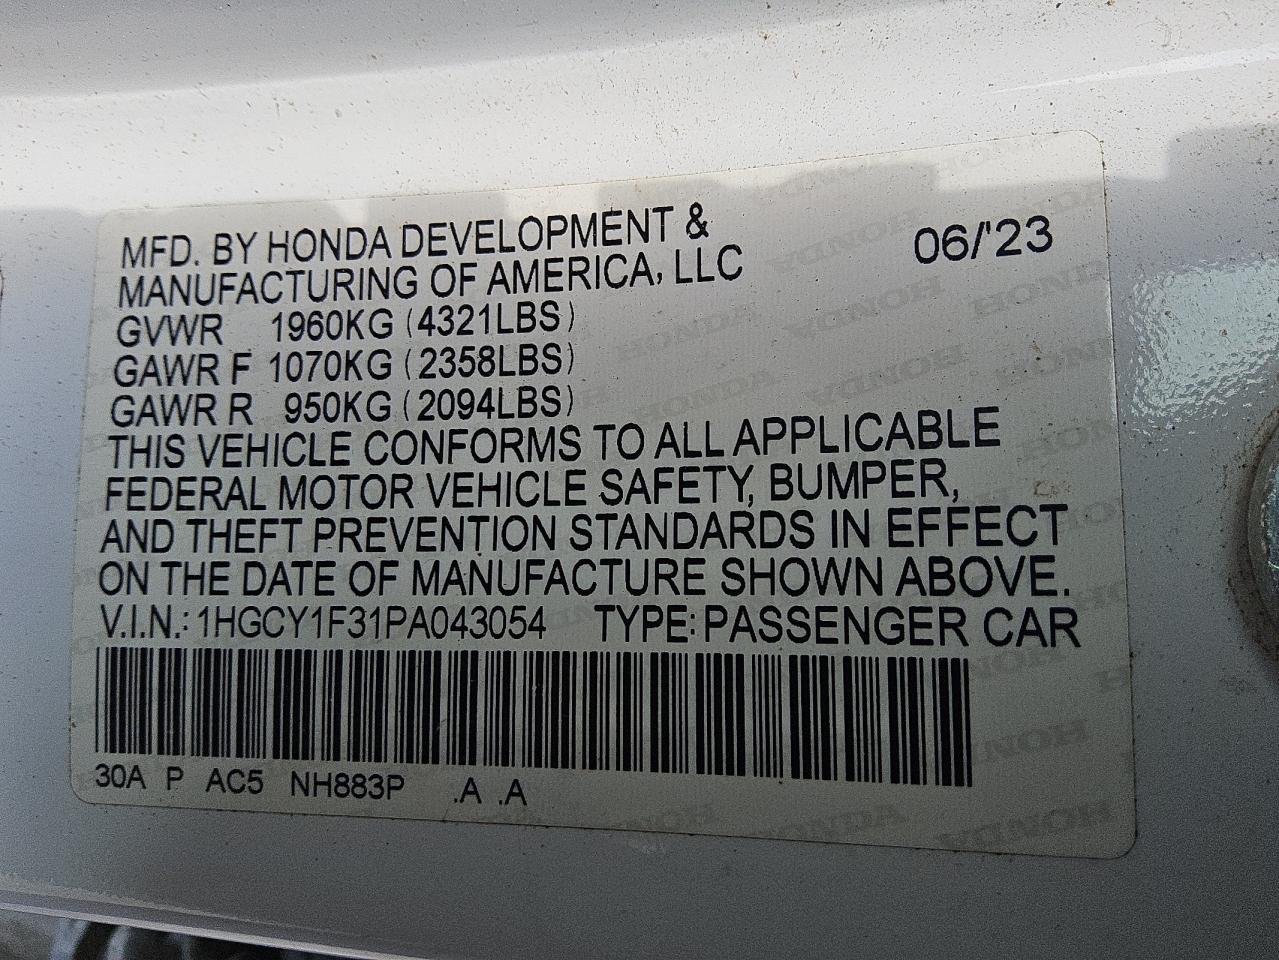 MFD. BY HONDA DEVELOPMENT &
MANUFACTURING OF AMERICA, LLC
06/'23
GVWR 1960KG (4321LBS)
GAWR F 1070KG (2358LBS)
GAWR R 950KG (2094LBS)
THIS VEHICLE CONFORMS TO ALL APPLICABLE
FEDERAL MOTOR VEHICLE SAFETY, BUMPER,
AND THEFT PREVENTION STANDARDS IN EFFECT
ON THE DATE OF MANUFACTURE SHOWN ABOVE.
V.I.N.: 1HGCY1F31PA043054 TYPE: PASSENGER CAR
30A P AC5 NH883P .A .A